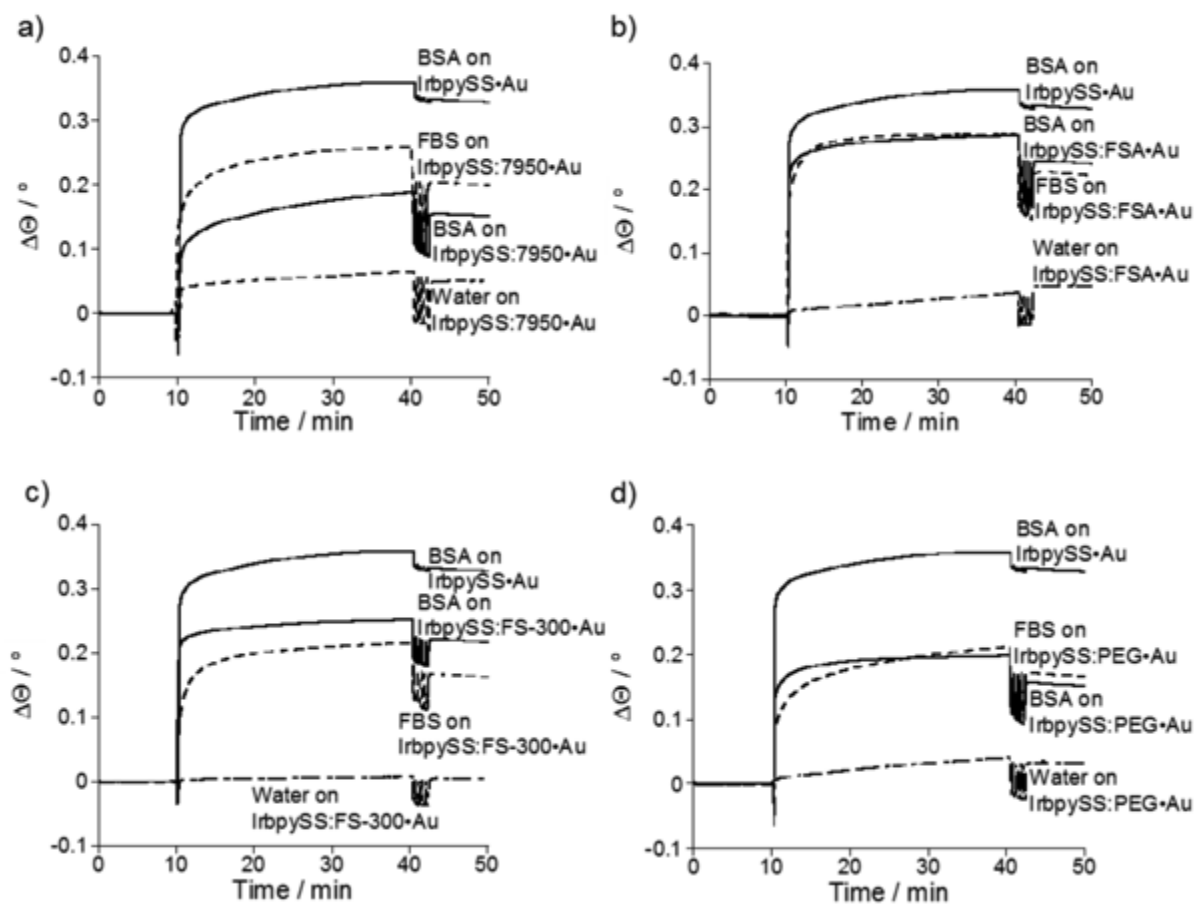 a)
0.4
0.3
0.2
0.1
0
-0.1
ΔΘ / °
BSA on
IrbpySS•Au
FBS on
IrbpySS:7950•Au
BSA on
IrbpySS:7950•Au
Water on
IrbpySS:7950•Au
0 10 20 30 40 50
Time / min
b)
0.4
0.3
0.2
0.1
0
-0.1
ΔΘ / °
BSA on
IrbpySS•Au
BSA on
IrbpySS:FSA•Au
FBS on
IrbpySS:FSA•Au
Water on
IrbpySS:FSA•Au
0 10 20 30 40 50
Time / min
c)
0.4
0.3
0.2
0.1
0
-0.1
ΔΘ / °
BSA on
IrbpySS•Au
BSA on
IrbpySS:FS-300•Au
FBS on
IrbpySS:FS-300•Au
Water on
IrbpySS:FS-300•Au
0 10 20 30 40 50
Time / min
d)
0.4
0.3
0.2
0.1
0
-0.1
ΔΘ / °
BSA on
IrbpySS•Au
FBS on
IrbpySS:PEG•Au
BSA on
IrbpySS:PEG•Au
Water on
IrbpySS:PEG•Au
0 10 20 30 40 50
Time / min